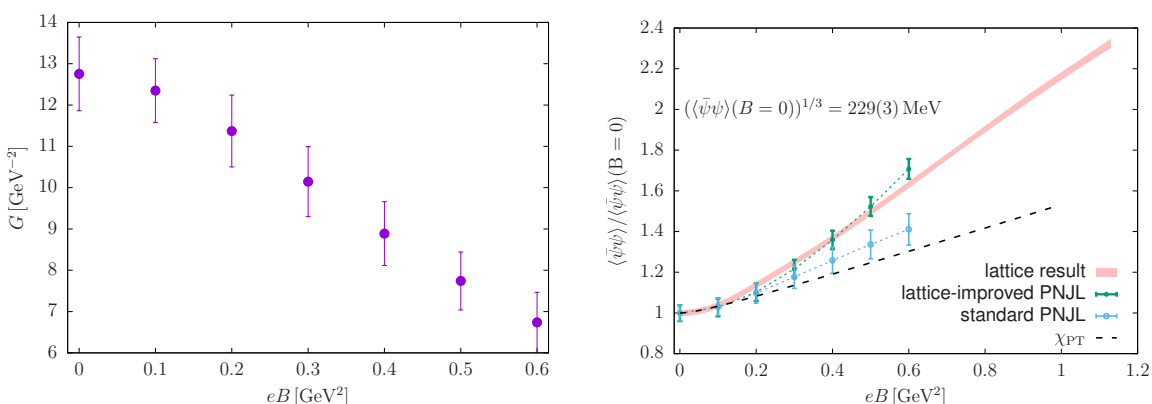 14
13
12
11
10
9
8
7
6
0 0.1 0.2 0.3 0.4 0.5 0.6
G [GeV⁻²]
eB [GeV²]
2.4
2.2
2
1.8
1.6
1.4
1.2
1
0.8
0 0.2 0.4 0.6 0.8 1 1.2
⟨ψ̄ψ⟩/⟨ψ̄ψ⟩(B = 0)
eB [GeV²]
(⟨ψ̄ψ⟩(B = 0))^{1/3} = 229(3) MeV
lattice result
lattice-improved PNJL
standard PNJL
χPT